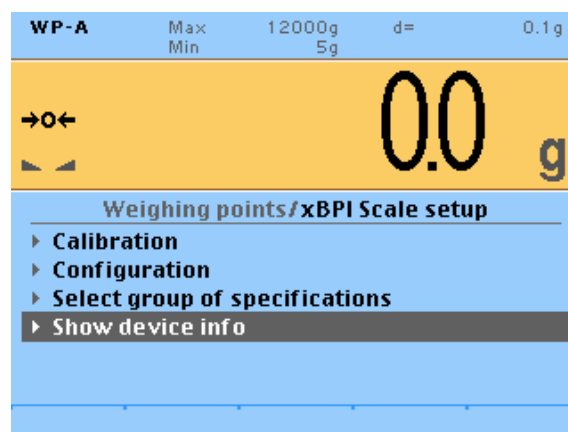 WP-A Max 12000g d= 0.1g
Min 5g
→0←
0.0 g
Weighing points/xBPI Scale setup
Calibration
Configuration
Select group of specifications
Show device info